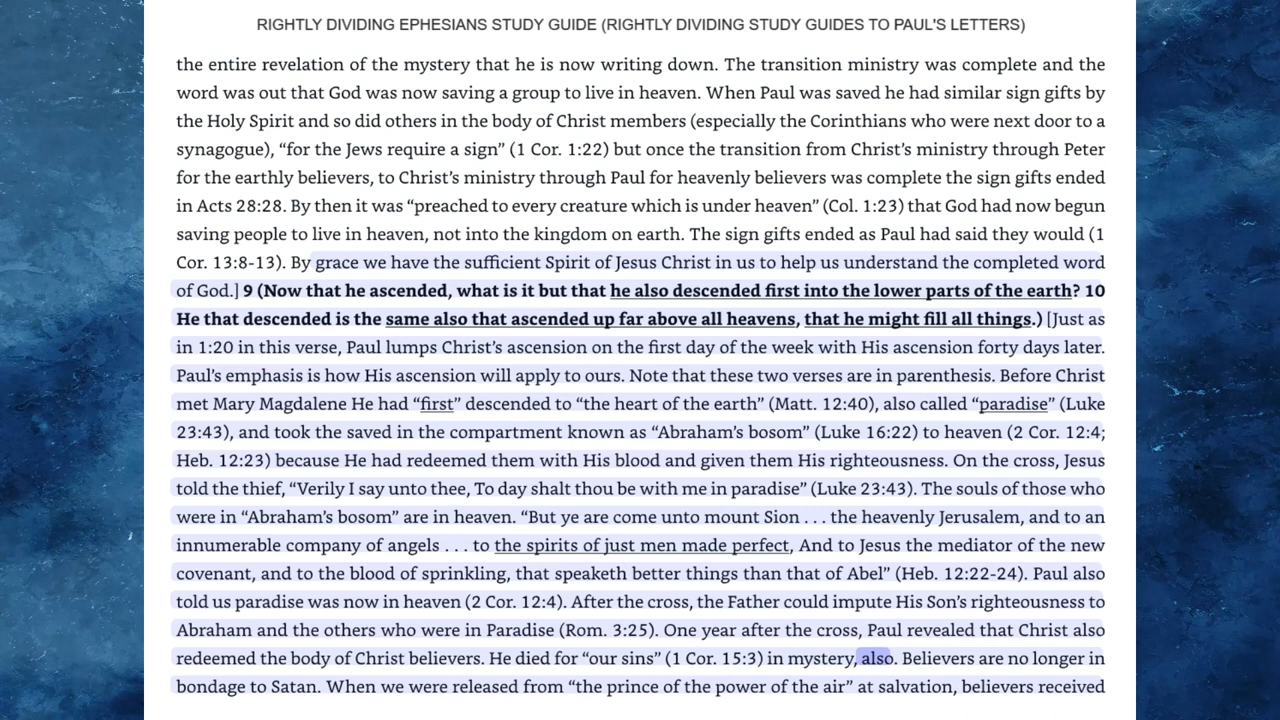 RIGHTLY DIVIDING EPHESIANS STUDY GUIDE (RIGHTLY DIVIDING STUDY GUIDES TO PAUL'S LETTERS)
the entire revelation of the mystery that he is now writing down. The transition ministry was complete and the
word was out that God was now saving a group to live in heaven. When Paul was saved he had similar sign gifts by
the Holy Spirit and so did others in the body of Christ members (especially the Corinthians who were next door to a
synagogue), “for the Jews require a sign” (1 Cor. 1:22) but once the transition from Christ’s ministry through Peter
for the earthly believers, to Christ’s ministry through Paul for heavenly believers was complete the sign gifts ended
in Acts 28:28. By then it was “preached to every creature which is under heaven” (Col. 1:23) that God had now begun
saving people to live in heaven, not into the kingdom on earth. The sign gifts ended as Paul had said they would (1
Cor. 13:8-13). By grace we have the sufficient Spirit of Jesus Christ in us to help us understand the completed word
of God.] 9 (Now that he ascended, what is it but that he also descended first into the lower parts of the earth? 10
He that descended is the same also that ascended up far above all heavens, that he might fill all things.) [Just as
in 1:20 in this verse, Paul lumps Christ’s ascension on the first day of the week with His ascension forty days later.
Paul’s emphasis is how His ascension will apply to ours. Note that these two verses are in parenthesis. Before Christ
met Mary Magdalene He had “first” descended to “the heart of the earth” (Matt. 12:40), also called “paradise” (Luke
23:43), and took the saved in the compartment known as “Abraham’s bosom” (Luke 16:22) to heaven (2 Cor. 12:4;
Heb. 12:23) because He had redeemed them with His blood and given them His righteousness. On the cross, Jesus
told the thief, “Verily I say unto thee, To day shalt thou be with me in paradise” (Luke 23:43). The souls of those who
were in “Abraham’s bosom” are in heaven. “But ye are come unto mount Sion . . . the heavenly Jerusalem, and to an
innumerable company of angels . . . to the spirits of just men made perfect, And to Jesus the mediator of the new
covenant, and to the blood of sprinkling, that speaketh better things than that of Abel” (Heb. 12:22-24). Paul also
told us paradise was now in heaven (2 Cor. 12:4). After the cross, the Father could impute His Son’s righteousness to
Abraham and the others who were in Paradise (Rom. 3:25). One year after the cross, Paul revealed that Christ also
redeemed the body of Christ believers. He died for “our sins” (1 Cor. 15:3) in mystery, also. Believers are no longer in
bondage to Satan. When we were released from “the prince of the power of the air” at salvation, believers received